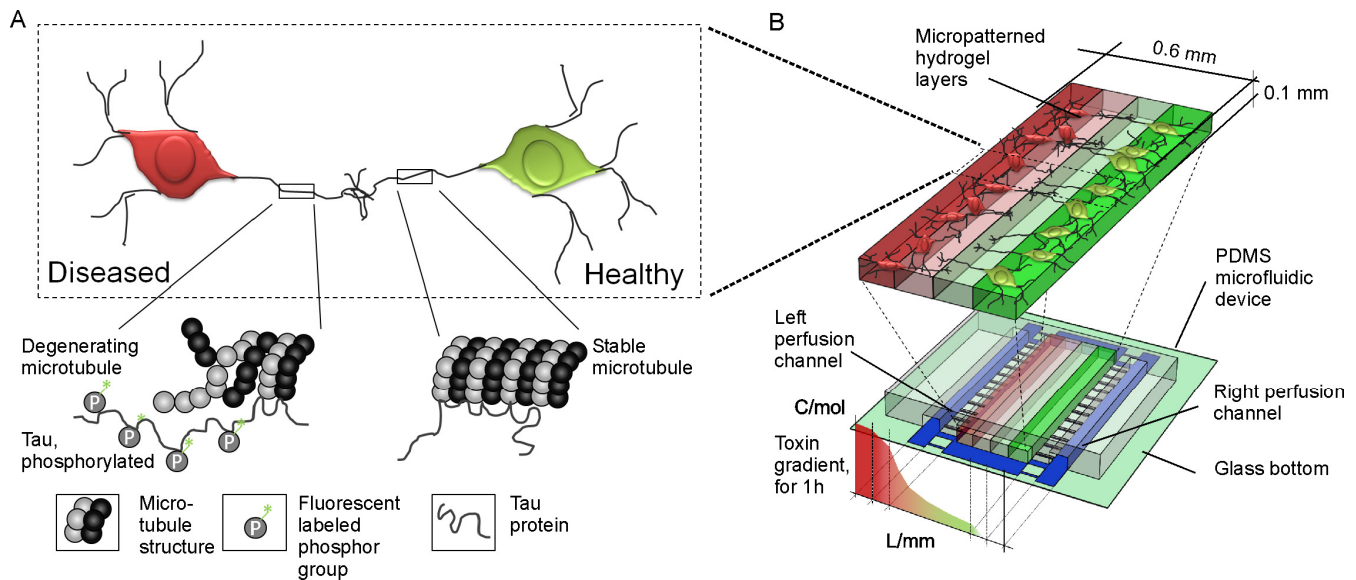 A
Diseased
Healthy
Degenerating
microtubule
P
*
P
*
P
*
P
*
Tau,
phosphorylated
Stable
microtubule
Micro-
tubule
structure
P
*
Fluorescent
labeled
phosphor
group
Tau
protein
B
Micropatterned
hydrogel
layers
0.6 mm
0.1 mm
PDMS
microfluidic
device
Left
perfusion
channel
Right perfusion
channel
Glass bottom
C/mol
Toxin
gradient,
for 1h
L/mm